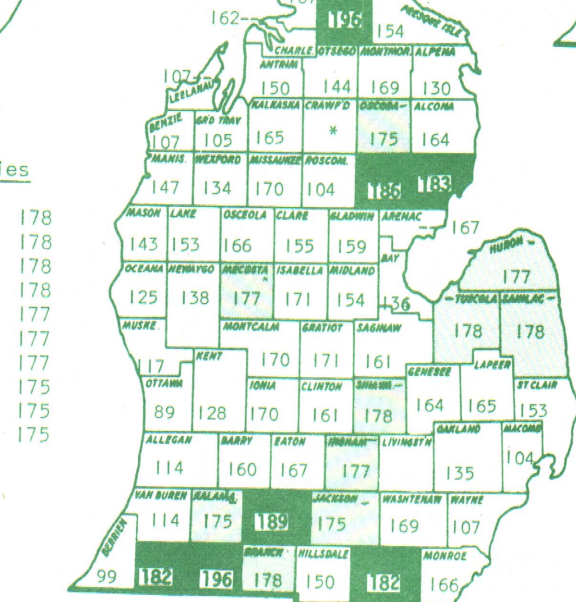 162
196
154
PRESQUE ISLE
CHARLE. OTSEGO MONTMOR. ALPENA
107
LEELANAU
ANTRIM
150 144 169 130
KALKASKA CRAWF'D OSCODA ALCONA
BENZIE GR'D TRAV
107 105 165 * 175 164
MANIS. WEXFORD MISSAUKEE ROSCOM.
147 134 170 104 186 183
ies
178
178
178
178
177
177
177
175
175
175
MASON LAKE OSCEOLA CLARE GLADWIN ARENAC
167
143 153 166 155 159
BAY
HURON
177
OCEANA NEWAYGO MECOSTA ISABELLA MIDLAND
125 138 177 171 154 136
TUSCOLA SANILAC
178 178
MUSKE. MONTCALM GRATIOT SAGINAW
117 170 171 161
KENT
GENESEE LAPEER
OTTAWA IONIA CLINTON SHIAW ST CLAIR
89 128 170 161 178 164 165 153
ALLEGAN BARRY EATON INGHAM LIVINGST'N OAKLAND MACOMB
114 160 167 177 135 104
VAN BUREN KALAM. JACKSON WASHTENAW WAYNE
114 175 189 175 169 107
BERRIEN BRANCH HILLSDALE MONROE
99 182 196 178 150 182 166